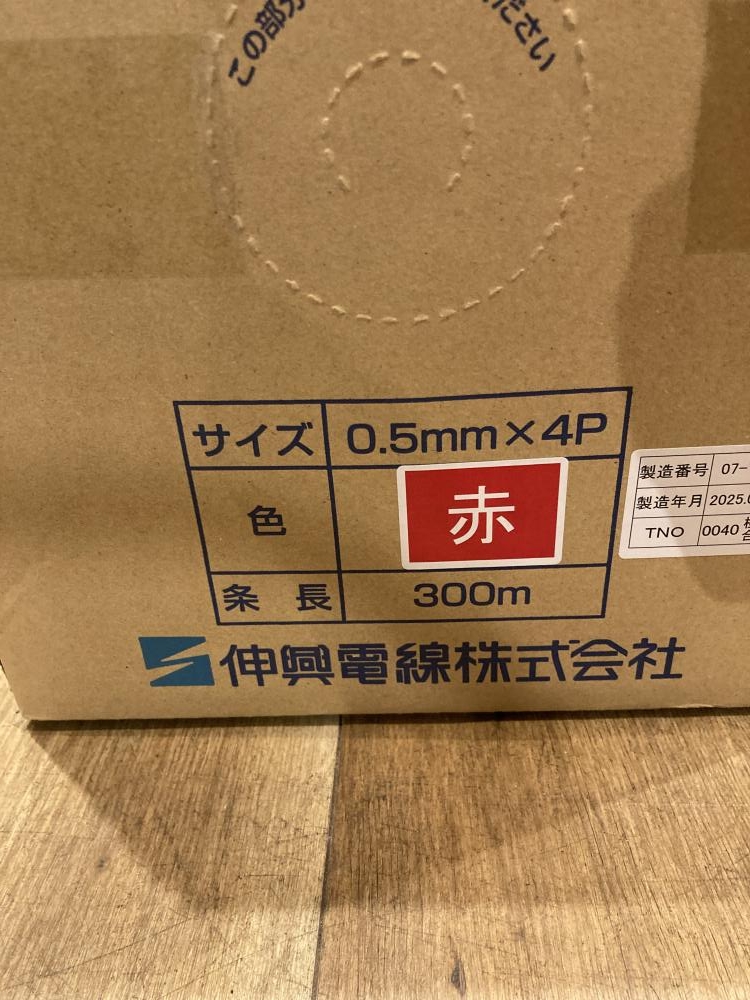 この部分
ださい
サイズ 0.5mm×4P
色 赤
条 長 300m
伸興電線株式会社
製造番号 07-
製造年月 2025.0
TNO 0040